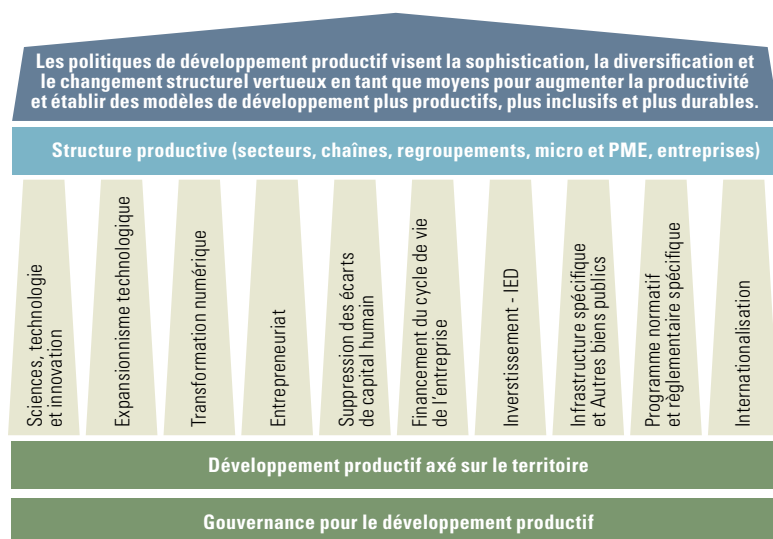 Les politiques de développement productif visent la sophistication, la diversification et
le changement structurel vertueux en tant que moyens pour augmenter la productivité
et établir des modèles de développement plus productifs, plus inclusifs et plus durables.
Structure productive (secteurs, chaînes, regroupements, micro et PME, entreprises)
Sciences, technologie
et innovation
Expansionnisme technologique
Transformation numérique
Entrepreneuriat
Suppression des écarts
de capital humain
Financement du cycle de vie
de l'entreprise
Inverstissement - IED
Infrastructure spécifique
et Autres biens publics
Programme normatif
et règlementaire spécifique
Internationalisation
Développement productif axé sur le territoire
Gouvernance pour le développement productif